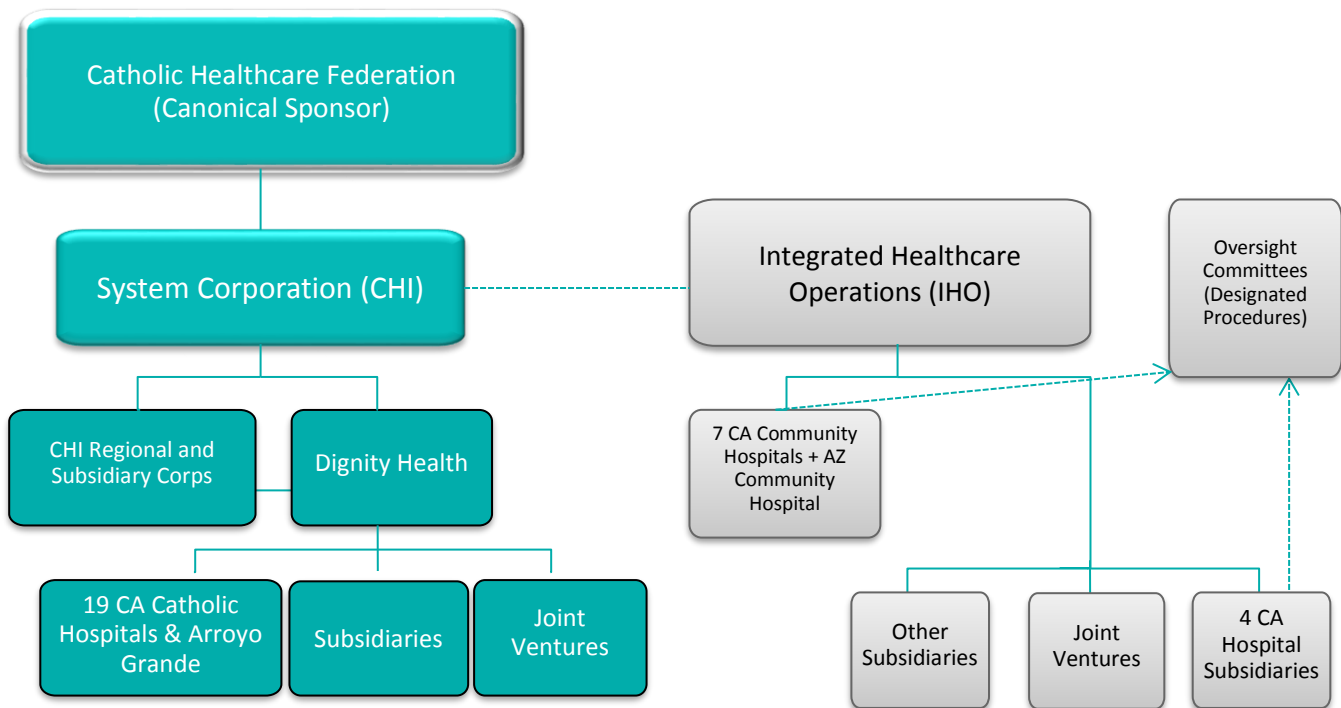 Catholic Healthcare Federation
(Canonical Sponsor)
System Corporation (CHI)
Integrated Healthcare
Operations (IHO)
Oversight
Committees
(Designated
Procedures)
CHI Regional and
Subsidiary Corps
Dignity Health
7 CA Community
Hospitals + AZ
Community
Hospital
19 CA Catholic
Hospitals & Arroyo
Grande
Subsidiaries
Joint
Ventures
Other
Subsidiaries
Joint
Ventures
4 CA
Hospital
Subsidiaries